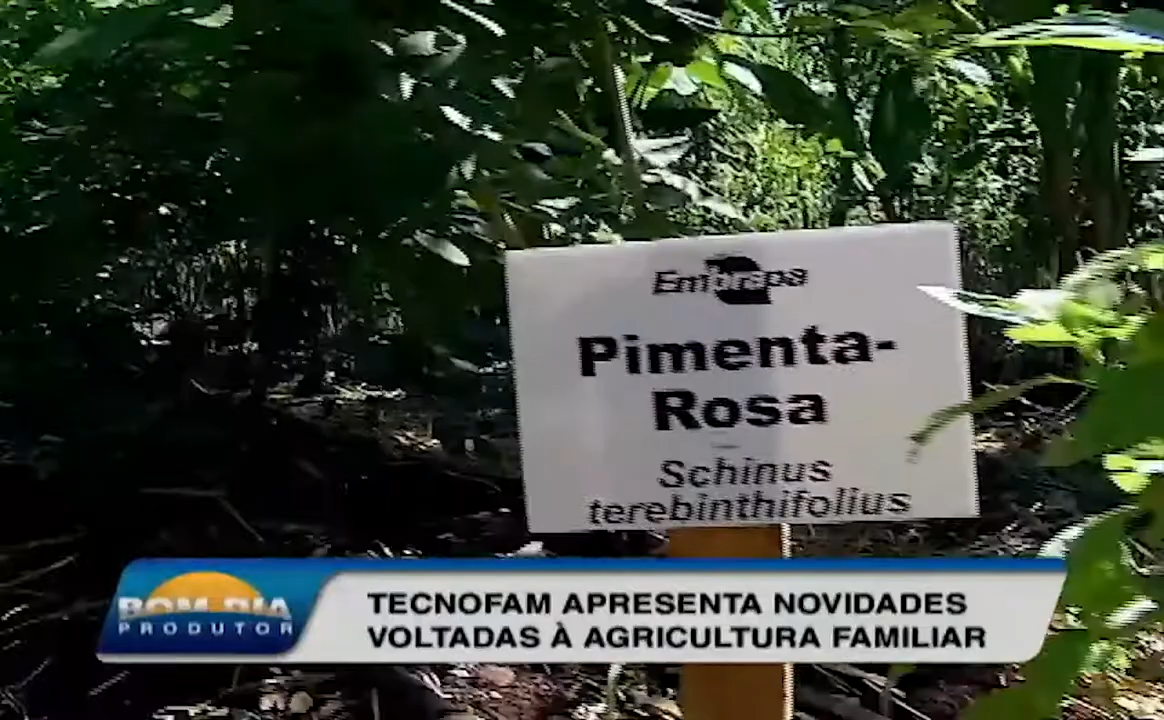 Embrapa
Pimenta-
Rosa
Schinus
terebinthifolius
BOM DIA
PRODUTOR
TECNOFAM APRESENTA NOVIDADES
VOLTADAS À AGRICULTURA FAMILIAR